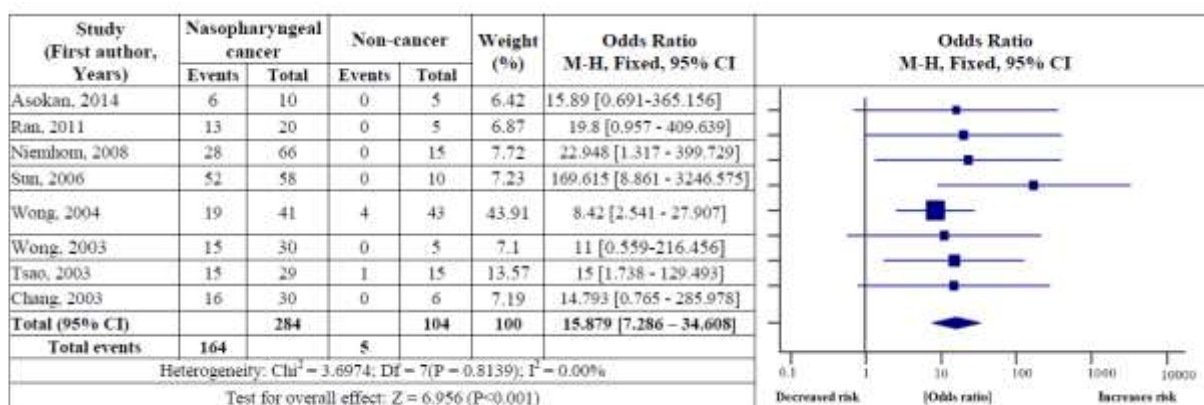 Study (First author, Years) Nasopharyngeal cancer Non-cancer Weight (%) Odds Ratio M-H, Fixed, 95% CI Odds Ratio M-H, Fixed, 95% CI
Events Total Events Total
Asokan, 2014 6 10 0 5 6.42 15.89 [0.691-365.156]
Ran, 2011 13 20 0 5 6.87 19.8 [0.957 - 409.639]
Niemhom, 2008 28 66 0 15 7.72 22.948 [1.317 - 399.729]
Sun, 2006 52 58 0 10 7.23 169.615 [8.861 - 3246.575]
Wong, 2004 19 41 4 43 43.91 8.42 [2.541 - 27.907]
Wong, 2003 15 30 0 5 7.1 11 [0.559-216.456]
Tsao, 2003 15 29 1 15 13.57 15 [1.738 - 129.493]
Chang, 2003 16 30 0 6 7.19 14.793 [0.765 - 285.978]
Total (95% CI) 284 104 100 15.879 [7.286 – 34.608]
Total events 164 5
Heterogeneity: Chi² = 3.6974; Df = 7(P = 0.8139); I² = 0.00%
Test for overall effect: Z = 6.956 (P<0.001)
0.1 1 10 100 1000 10000
Decreased risk [Odds ratio] Increases risk